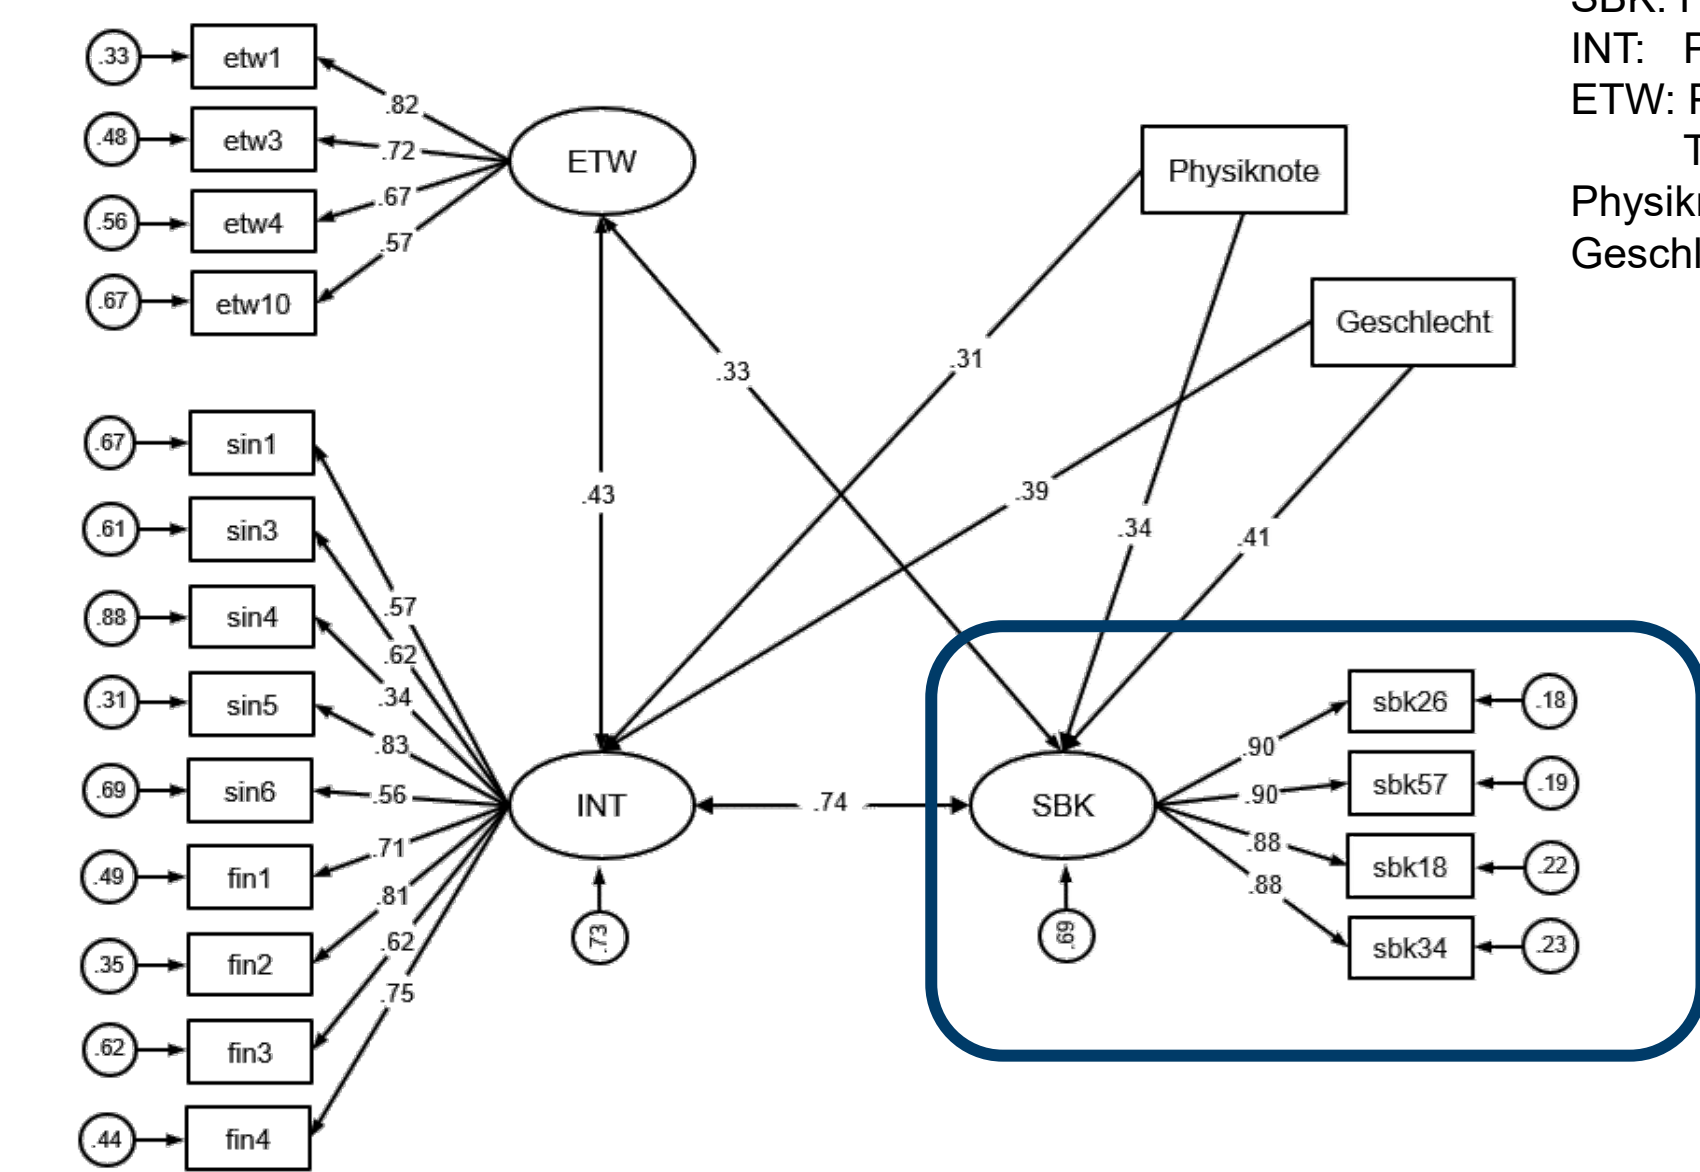 SBK:
INT:
ETW:
.33 etw1
.82
.48 etw3
.72
.67
.56 etw4
.57
.67 etw10
ETW
Physiknote
Geschlecht
.33
.31
.43
.39
.34
.41
.67 sin1
.61 sin3
.88 sin4
.31 sin5
.69 sin6
.49 fin1
.35 fin2
.62 fin3
.44 fin4
.57
.62
.34
.83
.56
.71
.81
.62
.75
INT
.74
SBK
.73
.69
.90
.90
.88
.88
sbk26 .18
sbk57 .19
sbk18 .22
sbk34 .23